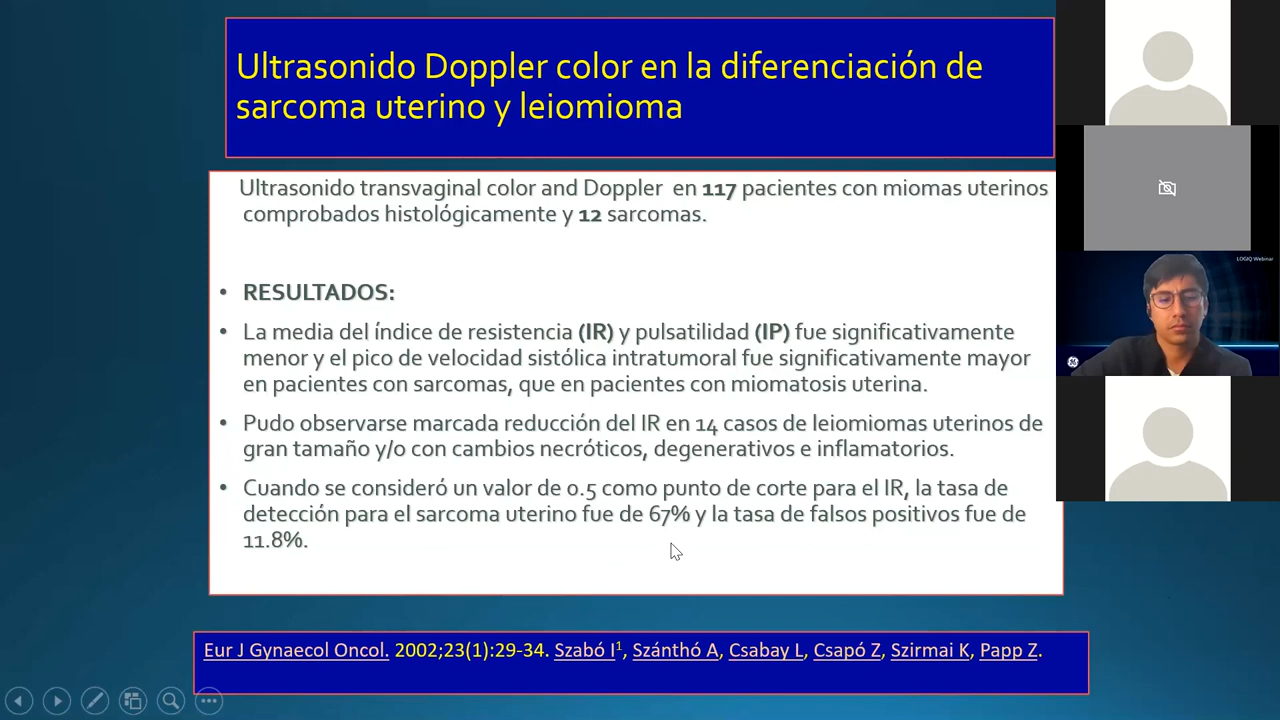 Ultrasonido Doppler color en la diferenciación de
sarcoma uterino y leiomioma
Ultrasonido transvaginal color and Doppler en 117 pacientes con miomas uterinos
comprobados histológicamente y 12 sarcomas.
• RESULTADOS:
• La media del índice de resistencia (IR) y pulsatilidad (IP) fue significativamente
menor y el pico de velocidad sistólica intratumoral fue significativamente mayor
en pacientes con sarcomas, que en pacientes con miomatosis uterina.
• Pudo observarse marcada reducción del IR en 14 casos de leiomiomas uterinos de
gran tamaño y/o con cambios necróticos, degenerativos e inflamatorios.
• Cuando se consideró un valor de 0.5 como punto de corte para el IR, la tasa de
detección para el sarcoma uterino fue de 67% y la tasa de falsos positivos fue de
11.8%.
Eur J Gynaecol Oncol. 2002;23(1):29-34. Szabó I1, Szánthó A, Csabay L, Csapó Z, Szirmai K, Papp Z.
LOGIQ Webinar